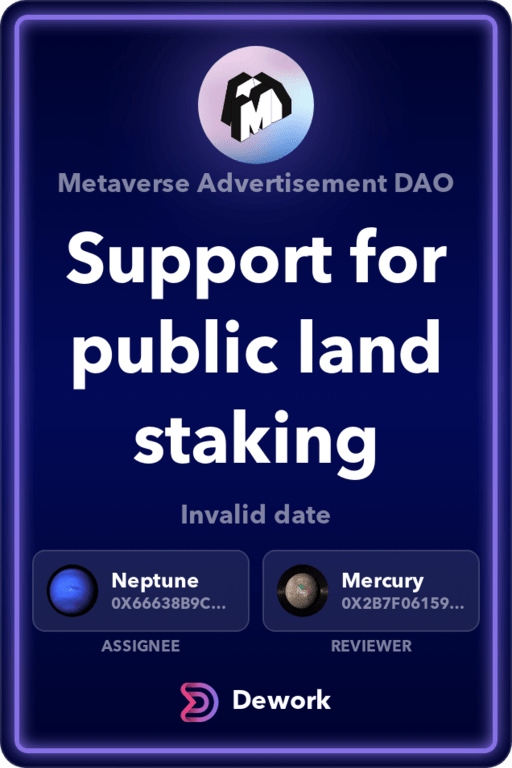 M
Metaverse Advertisement DAO
Support for
public land
staking
Invalid date
Neptune
0X66638B9C...
Mercury
0X2B7F06159...
ASSIGNEE
REVIEWER
Dework